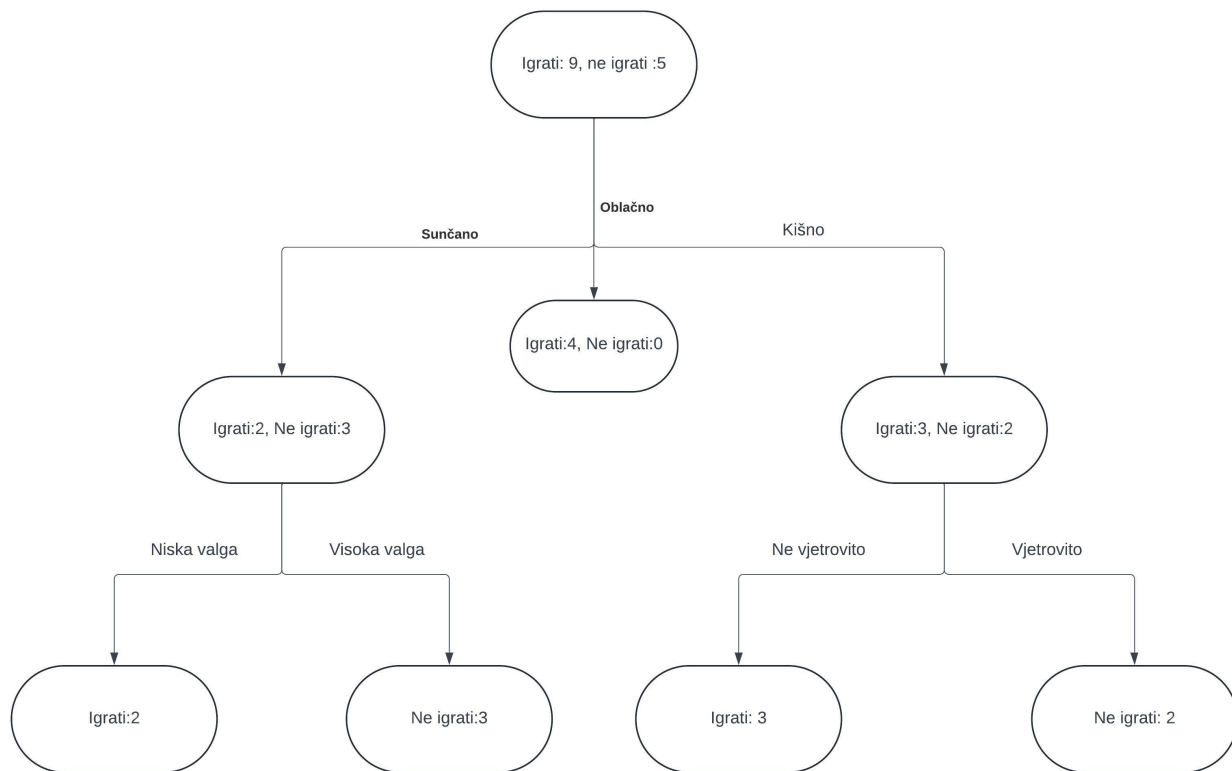 Igrati: 9, ne igrati :5
Oblačno
Sunčano
Kišno
Igrati:4, Ne igrati:0
Igrati:2, Ne igrati:3
Igrati:3, Ne igrati:2
Niska valga
Visoka valga
Ne vjetrovito
Vjetrovito
Igrati:2
Ne igrati:3
Igrati: 3
Ne igrati: 2